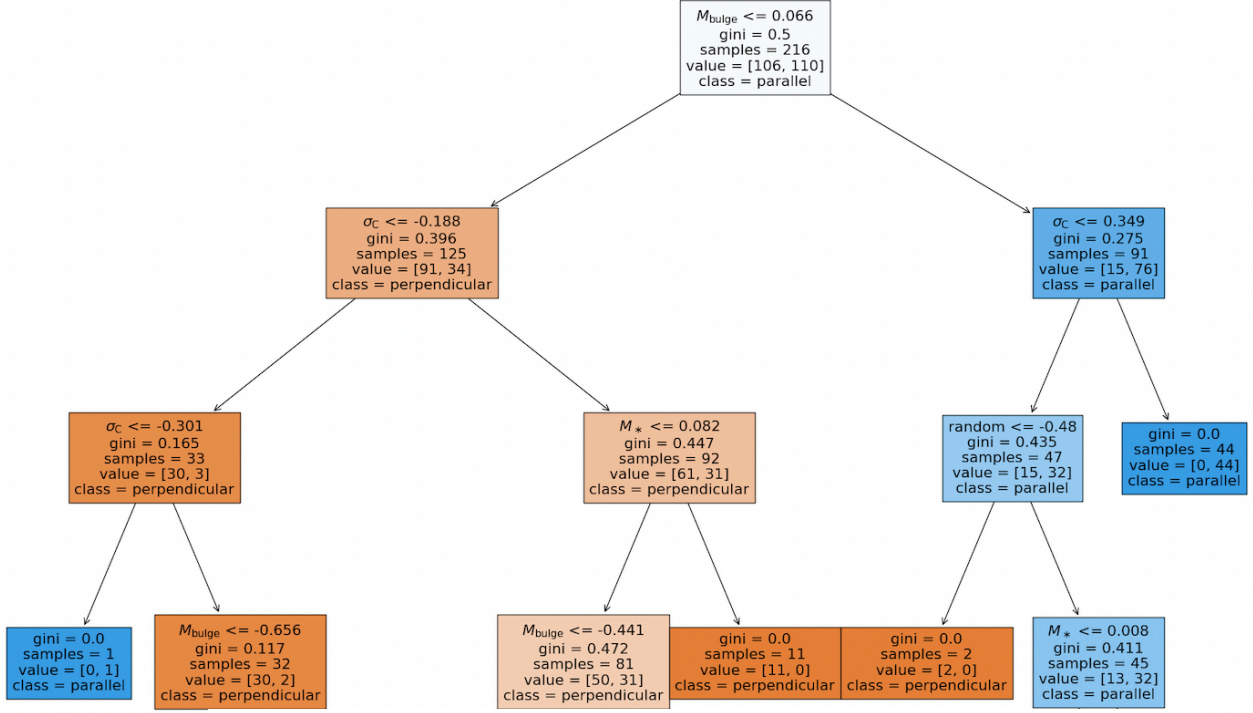 M_bulge <= 0.066
gini = 0.5
samples = 216
value = [106, 110]
class = parallel
σ_C <= -0.188
gini = 0.396
samples = 125
value = [91, 34]
class = perpendicular
σ_C <= 0.349
gini = 0.275
samples = 91
value = [15, 76]
class = parallel
σ_C <= -0.301
gini = 0.165
samples = 33
value = [30, 3]
class = perpendicular
M_* <= 0.082
gini = 0.447
samples = 92
value = [61, 31]
class = perpendicular
random <= -0.48
gini = 0.435
samples = 47
value = [15, 32]
class = parallel
gini = 0.0
samples = 44
value = [0, 44]
class = parallel
gini = 0.0
samples = 1
value = [0, 1]
class = parallel
M_bulge <= -0.656
gini = 0.117
samples = 32
value = [30, 2]
class = perpendicular
M_bulge <= -0.441
gini = 0.472
samples = 81
value = [50, 31]
class = perpendicular
gini = 0.0
samples = 11
value = [11, 0]
class = perpendicular
gini = 0.0
samples = 2
value = [2, 0]
class = perpendicular
M_* <= 0.008
gini = 0.411
samples = 45
value = [13, 32]
class = parallel